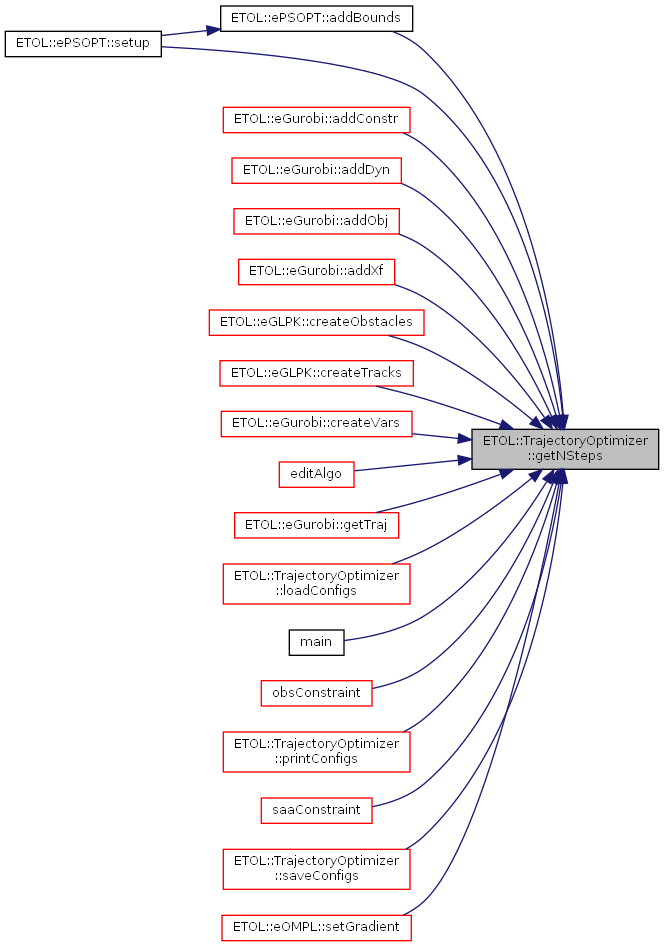 ETOL::ePSOPT::addBounds
ETOL::ePSOPT::setup
ETOL::eGurobi::addConstr
ETOL::eGurobi::addDyn
ETOL::eGurobi::addObj
ETOL::eGurobi::addXf
ETOL::eGLPK::createObstacles
ETOL::eGLPK::createTracks
ETOL::eGurobi::createVars
ETOL::TrajectoryOptimizer
::getNSteps
editAlgo
ETOL::eGurobi::getTraj
ETOL::TrajectoryOptimizer
::loadConfigs
main
obsConstraint
ETOL::TrajectoryOptimizer
::printConfigs
saaConstraint
ETOL::TrajectoryOptimizer
::saveConfigs
ETOL::eOMPL::setGradient